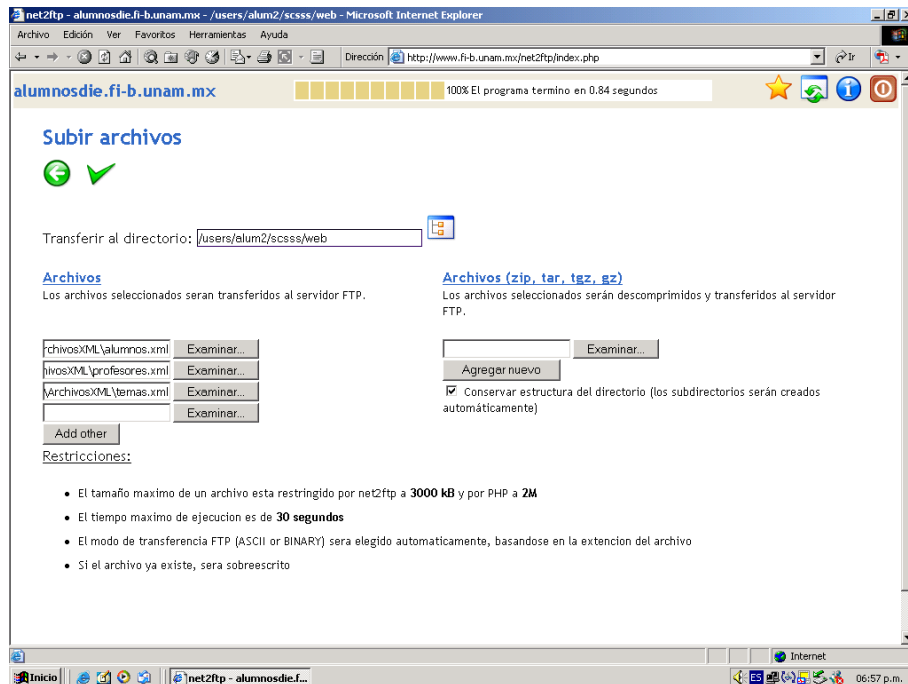 net2ftp - alumnosdie.fi-b.unam.mx - /users/alum2/scsss/web - Microsoft Internet Explorer
Archivo Edición Ver Favoritos Herramientas Ayuda
Dirección http://www.fi-b.unam.mx/net2ftp/index.php Ir
alumnosdie.fi-b.unam.mx 100% El programa termino en 0.84 segundos
Subir archivos
Transferir al directorio: /users/alum2/scsss/web
Archivos Archivos (zip, tar, tgz, gz)
Los archivos seleccionados seran transferidos al servidor FTP. Los archivos seleccionados serán descomprimidos y transferidos al servidor
FTP.
rchivosXML\alumnos.xml Examinar... Examinar...
hivosXML\profesores.xml Examinar... Agregar nuevo
\ArchivosXML\temas.xml Examinar... Conservar estructura del directorio (los subdirectorios serán creados
Examinar... automáticamente)
Add other
Restricciones:
• El tamaño maximo de un archivo esta restringido por net2ftp a 3000 kB y por PHP a 2M
• El tiempo maximo de ejecucion es de 30 segundos
• El modo de transferencia FTP (ASCII or BINARY) sera elegido automaticamente, basandose en la extencion del archivo
• Si el archivo ya existe, sera sobreescrito
Internet
Inicio net2ftp - alumnosdie.f... ES 06:57 p.m.